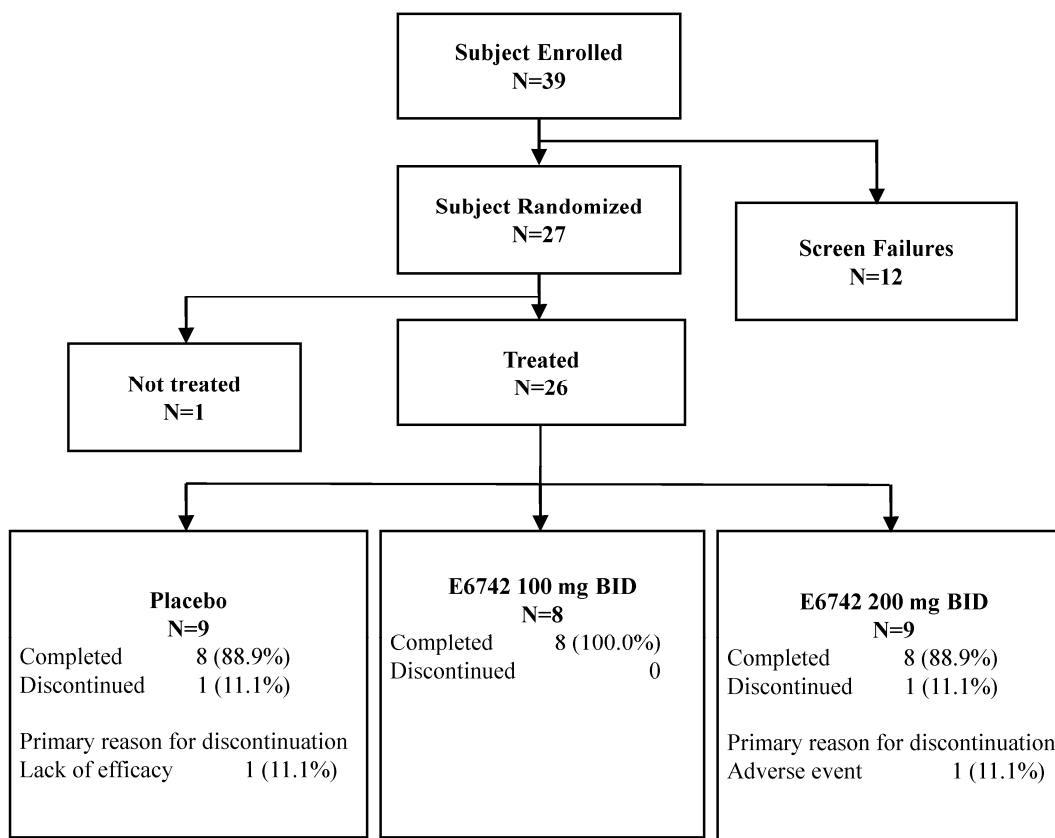 Subject Enrolled
N=39
Subject Randomized
N=27
Screen Failures
N=12
Not treated
N=1
Treated
N=26
Placebo
N=9
Completed 8 (88.9%)
Discontinued 1 (11.1%)
Primary reason for discontinuation
Lack of efficacy 1 (11.1%)
E6742 100 mg BID
N=8
Completed 8 (100.0%)
Discontinued 0
E6742 200 mg BID
N=9
Completed 8 (88.9%)
Discontinued 1 (11.1%)
Primary reason for discontinuation
Adverse event 1 (11.1%)